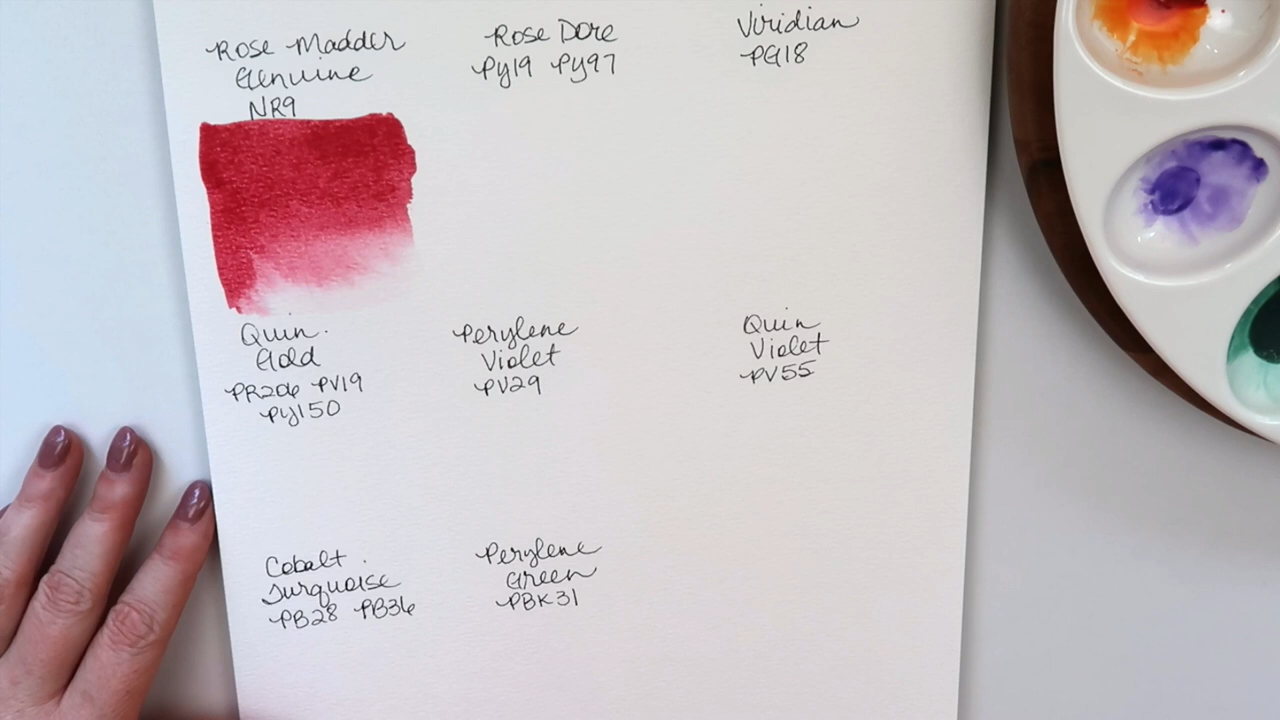 Rose Madder
Genuine
NR9
Rose Dore
PY19 PY97
Viridian
PG18
Quin.
Gold
PR206 PV19
PY150
Perylene
Violet
PV29
Quin
Violet
PV55
Cobalt
Turquoise
PB28 PB36
Perylene
Green
PBK31